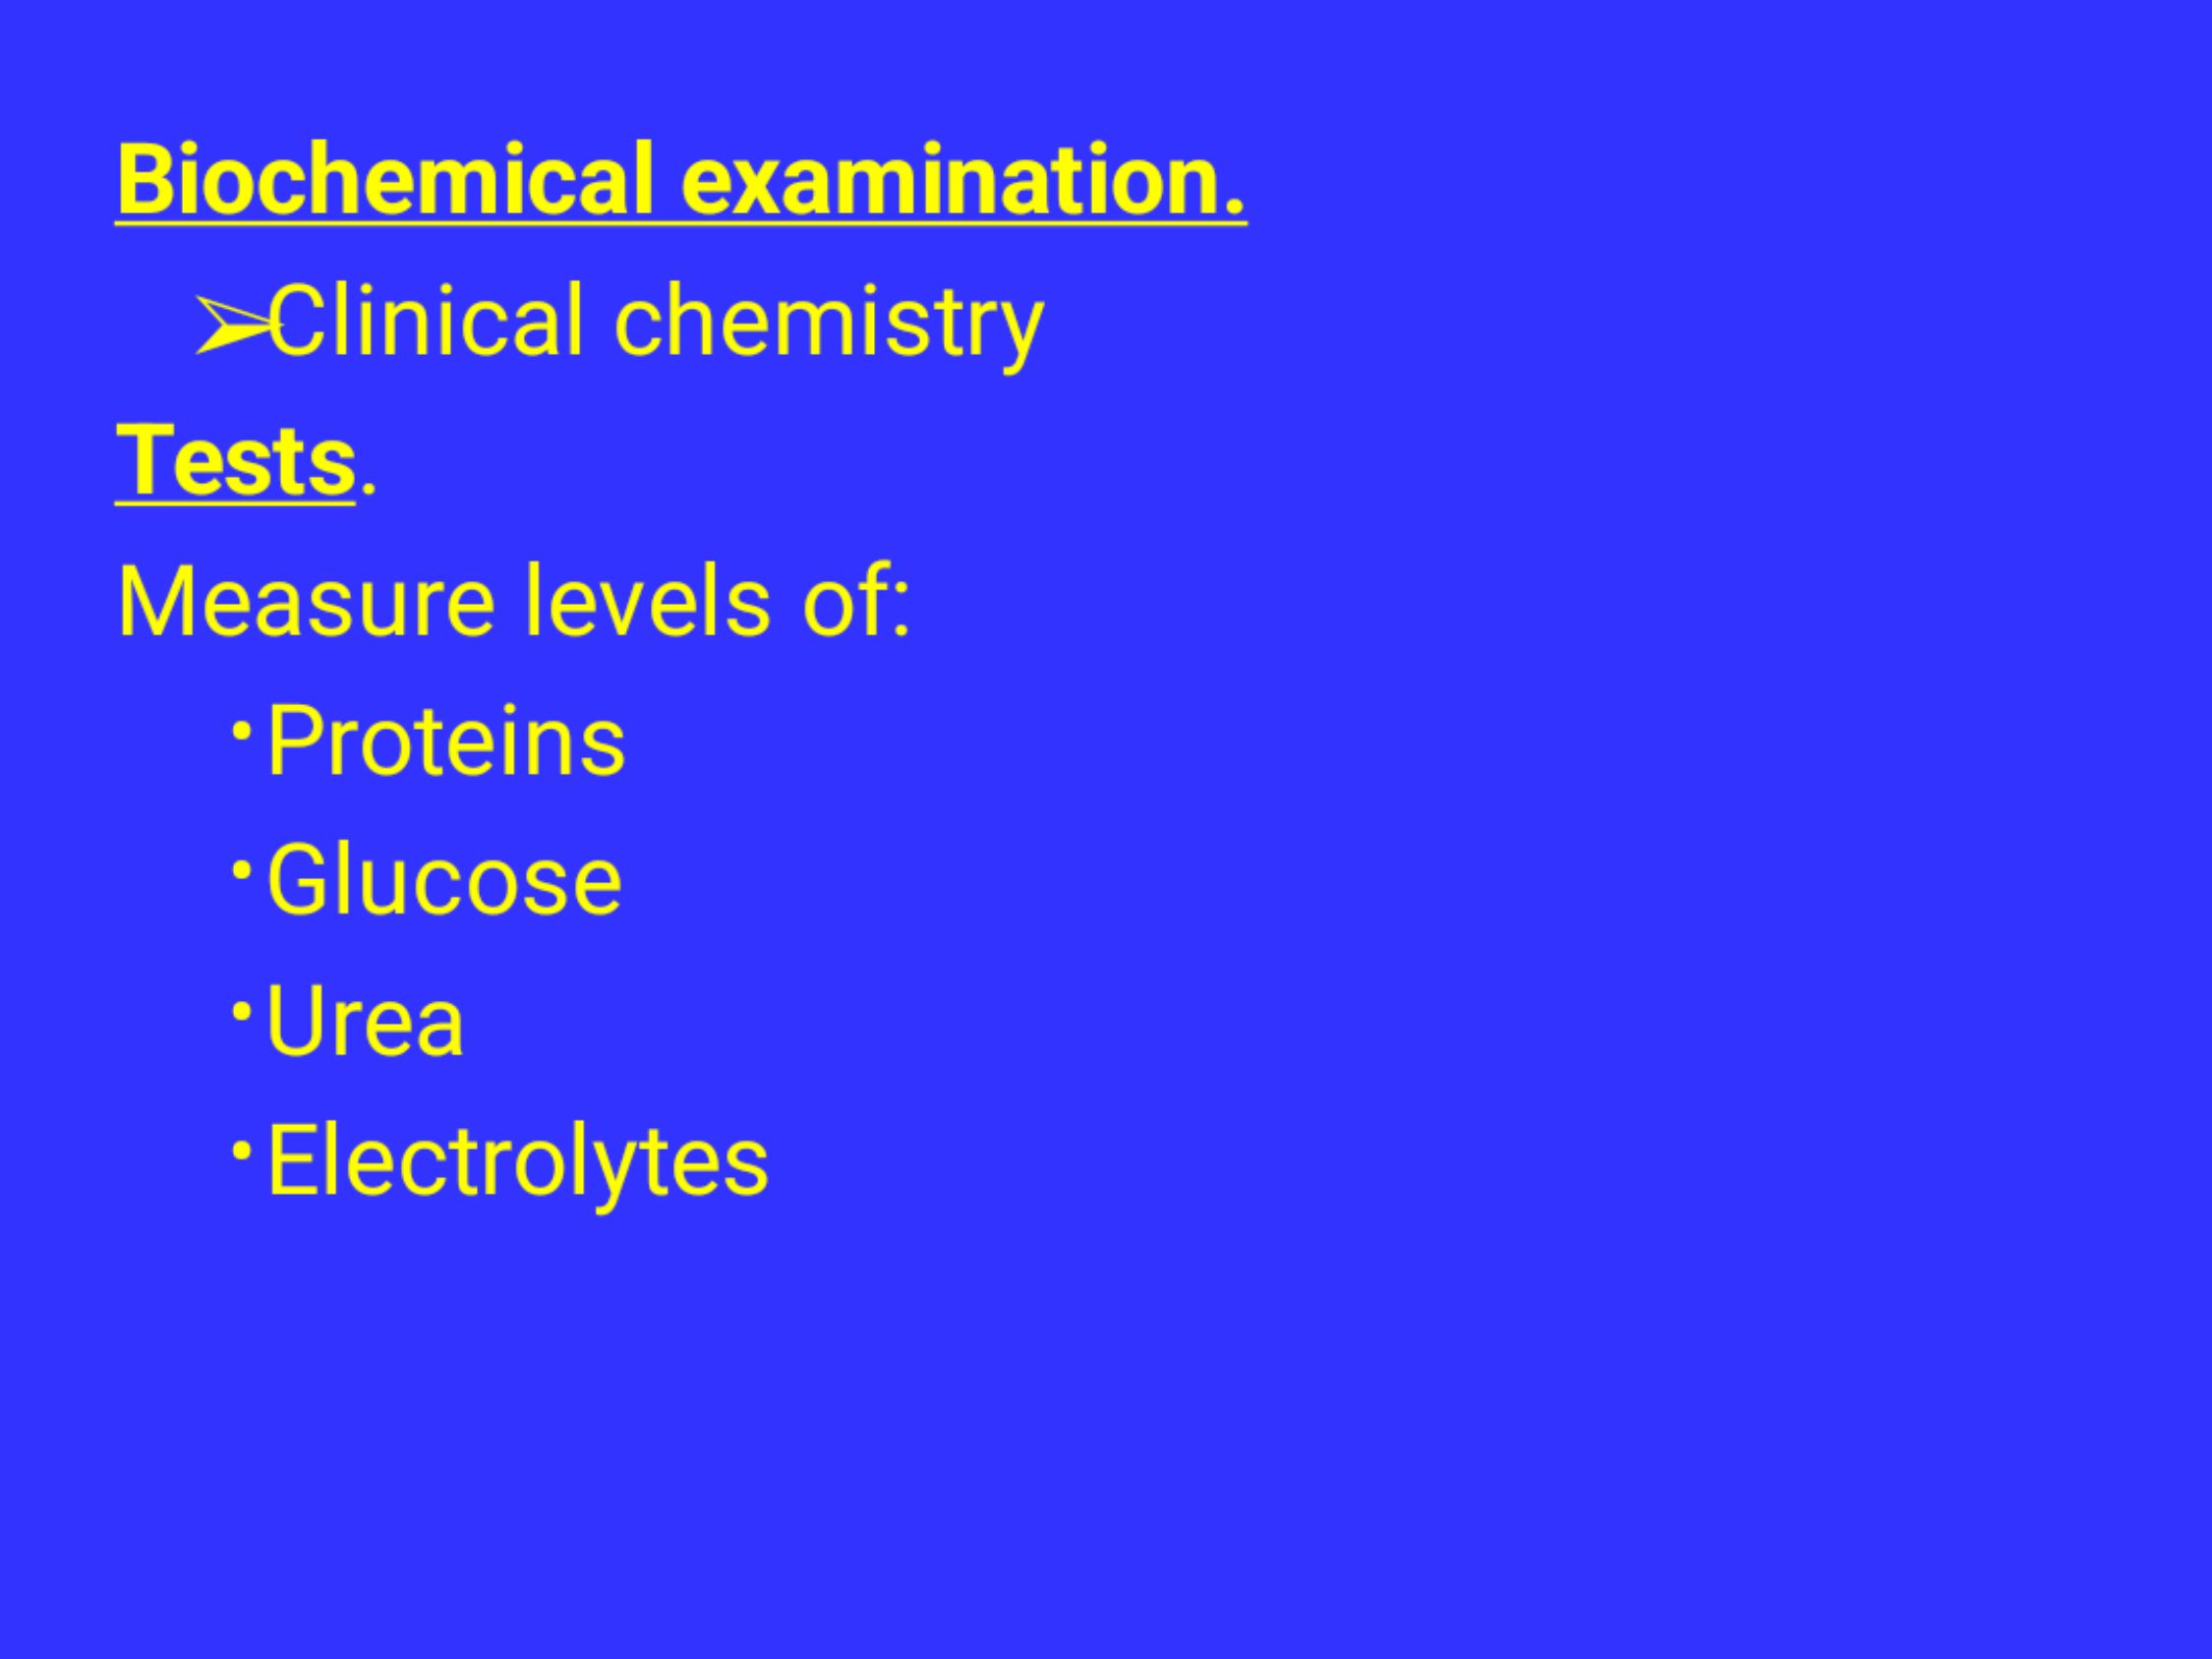 Biochemical examination.
➢Clinical chemistry
Tests.
Measure levels of:
•Proteins
•Glucose
•Urea
•Electrolytes